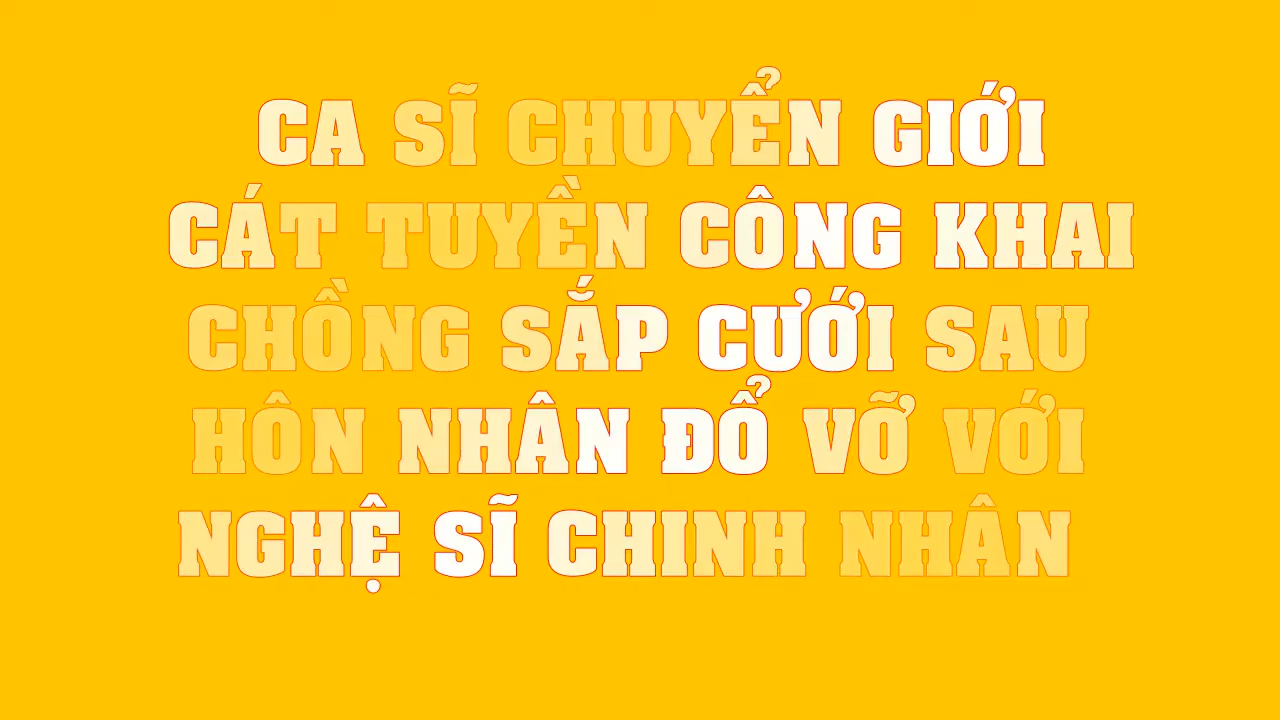 CA SĨ CHUYỂN GIỚI
CÁT TUYỀN CÔNG KHAI
CHỒNG SẮP CƯỚI SAU
HÔN NHÂN ĐỔ VỠ VỚI
NGHỆ SĨ CHINH NHÂN